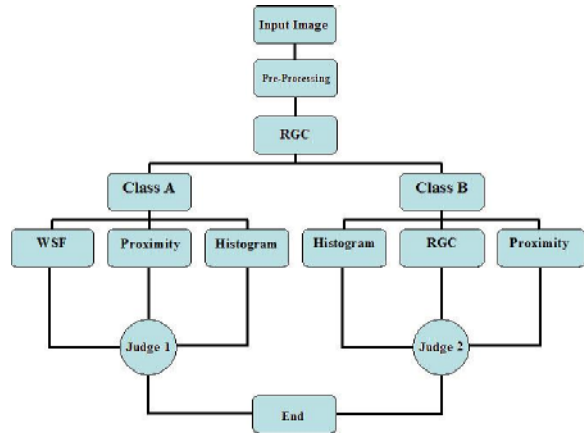 Input Image
Pre-Processing
RGC
Class A
Class B
WSF
Proximity
Histogram
Histogram
RGC
Proximity
Judge 1
Judge 2
End